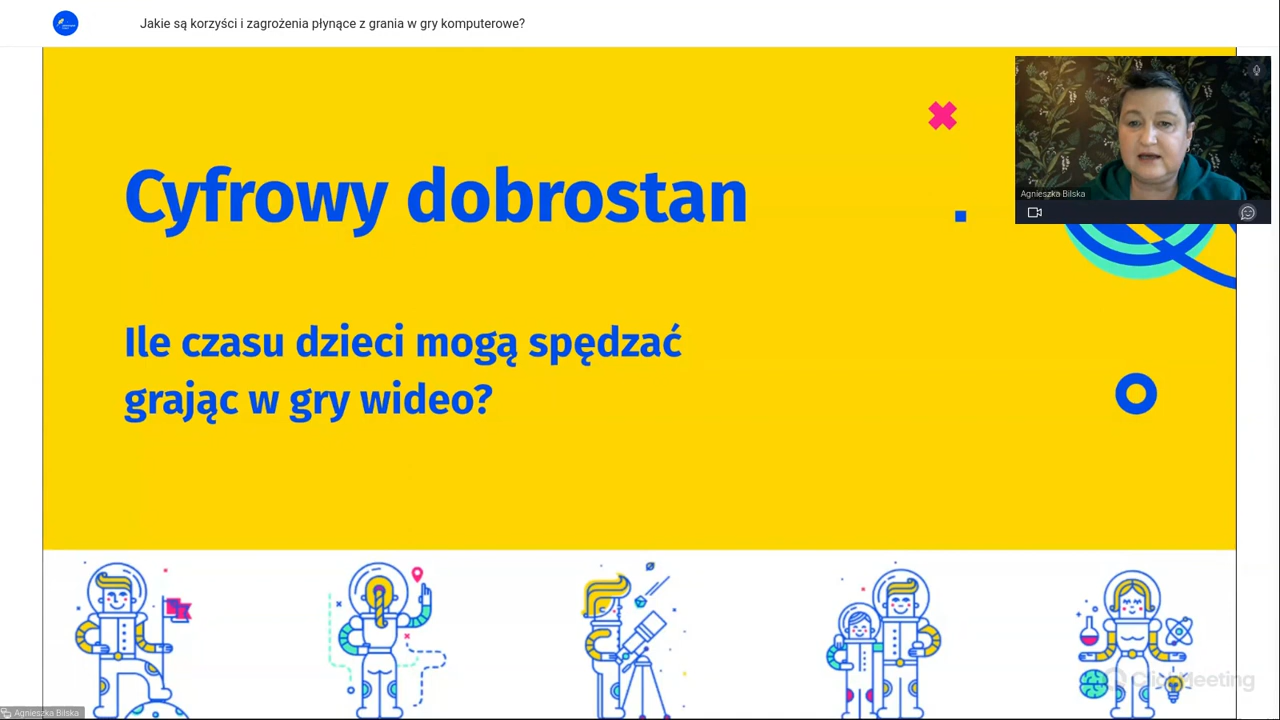 Jakie są korzyści i zagrożenia płynące z grania w gry komputerowe?
Cyfrowy dobrostan
Agnieszka Bilska
Ile czasu dzieci mogą spędzać
grając w gry wideo?
ClickMeeting
Agnieszka Bilska